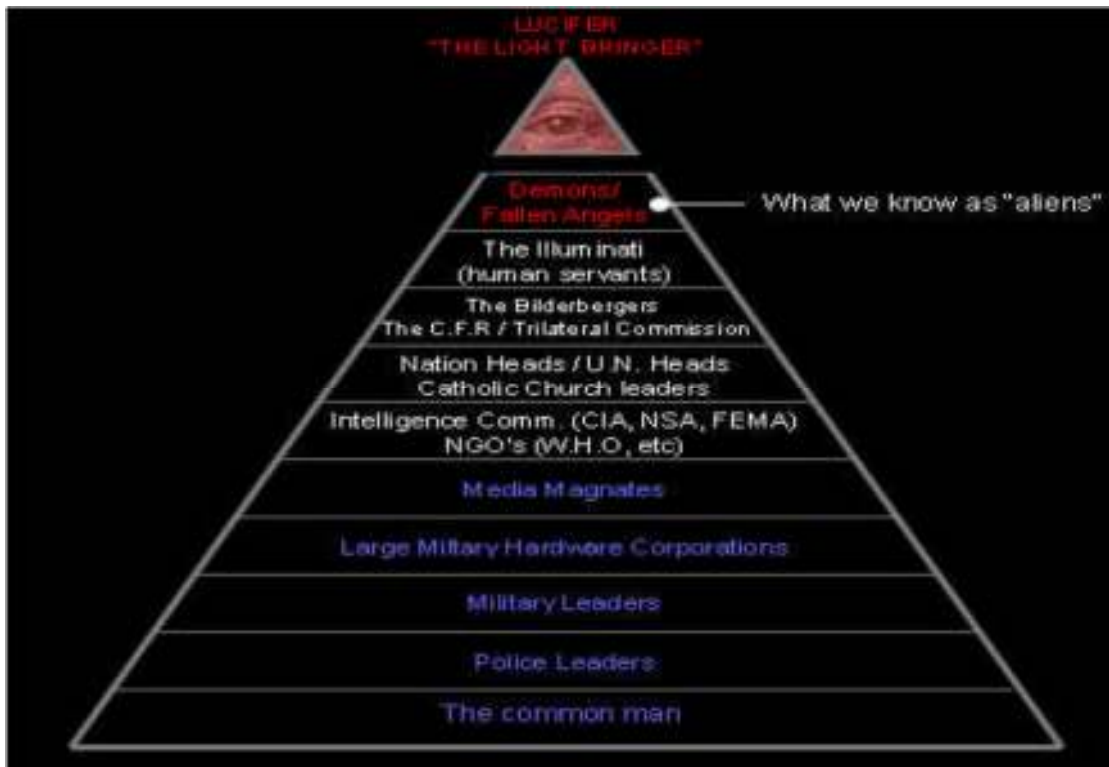 LUCIFER
"THE LIGHT BRINGER"
Demons/
Fallen Angels
What we know as "aliens"
The Illuminati
(human servants)
The Bilderbergers
The C.F.R / Trilateral Commission
Nation Heads / U.N. Heads
Catholic Church leaders
Intelligence Comm. (CIA, NSA, FEMA)
NGO's (W.H.O, etc)
Media Magnates
Large Miltary Hardware Corporations
Military Leaders
Police Leaders
The common man